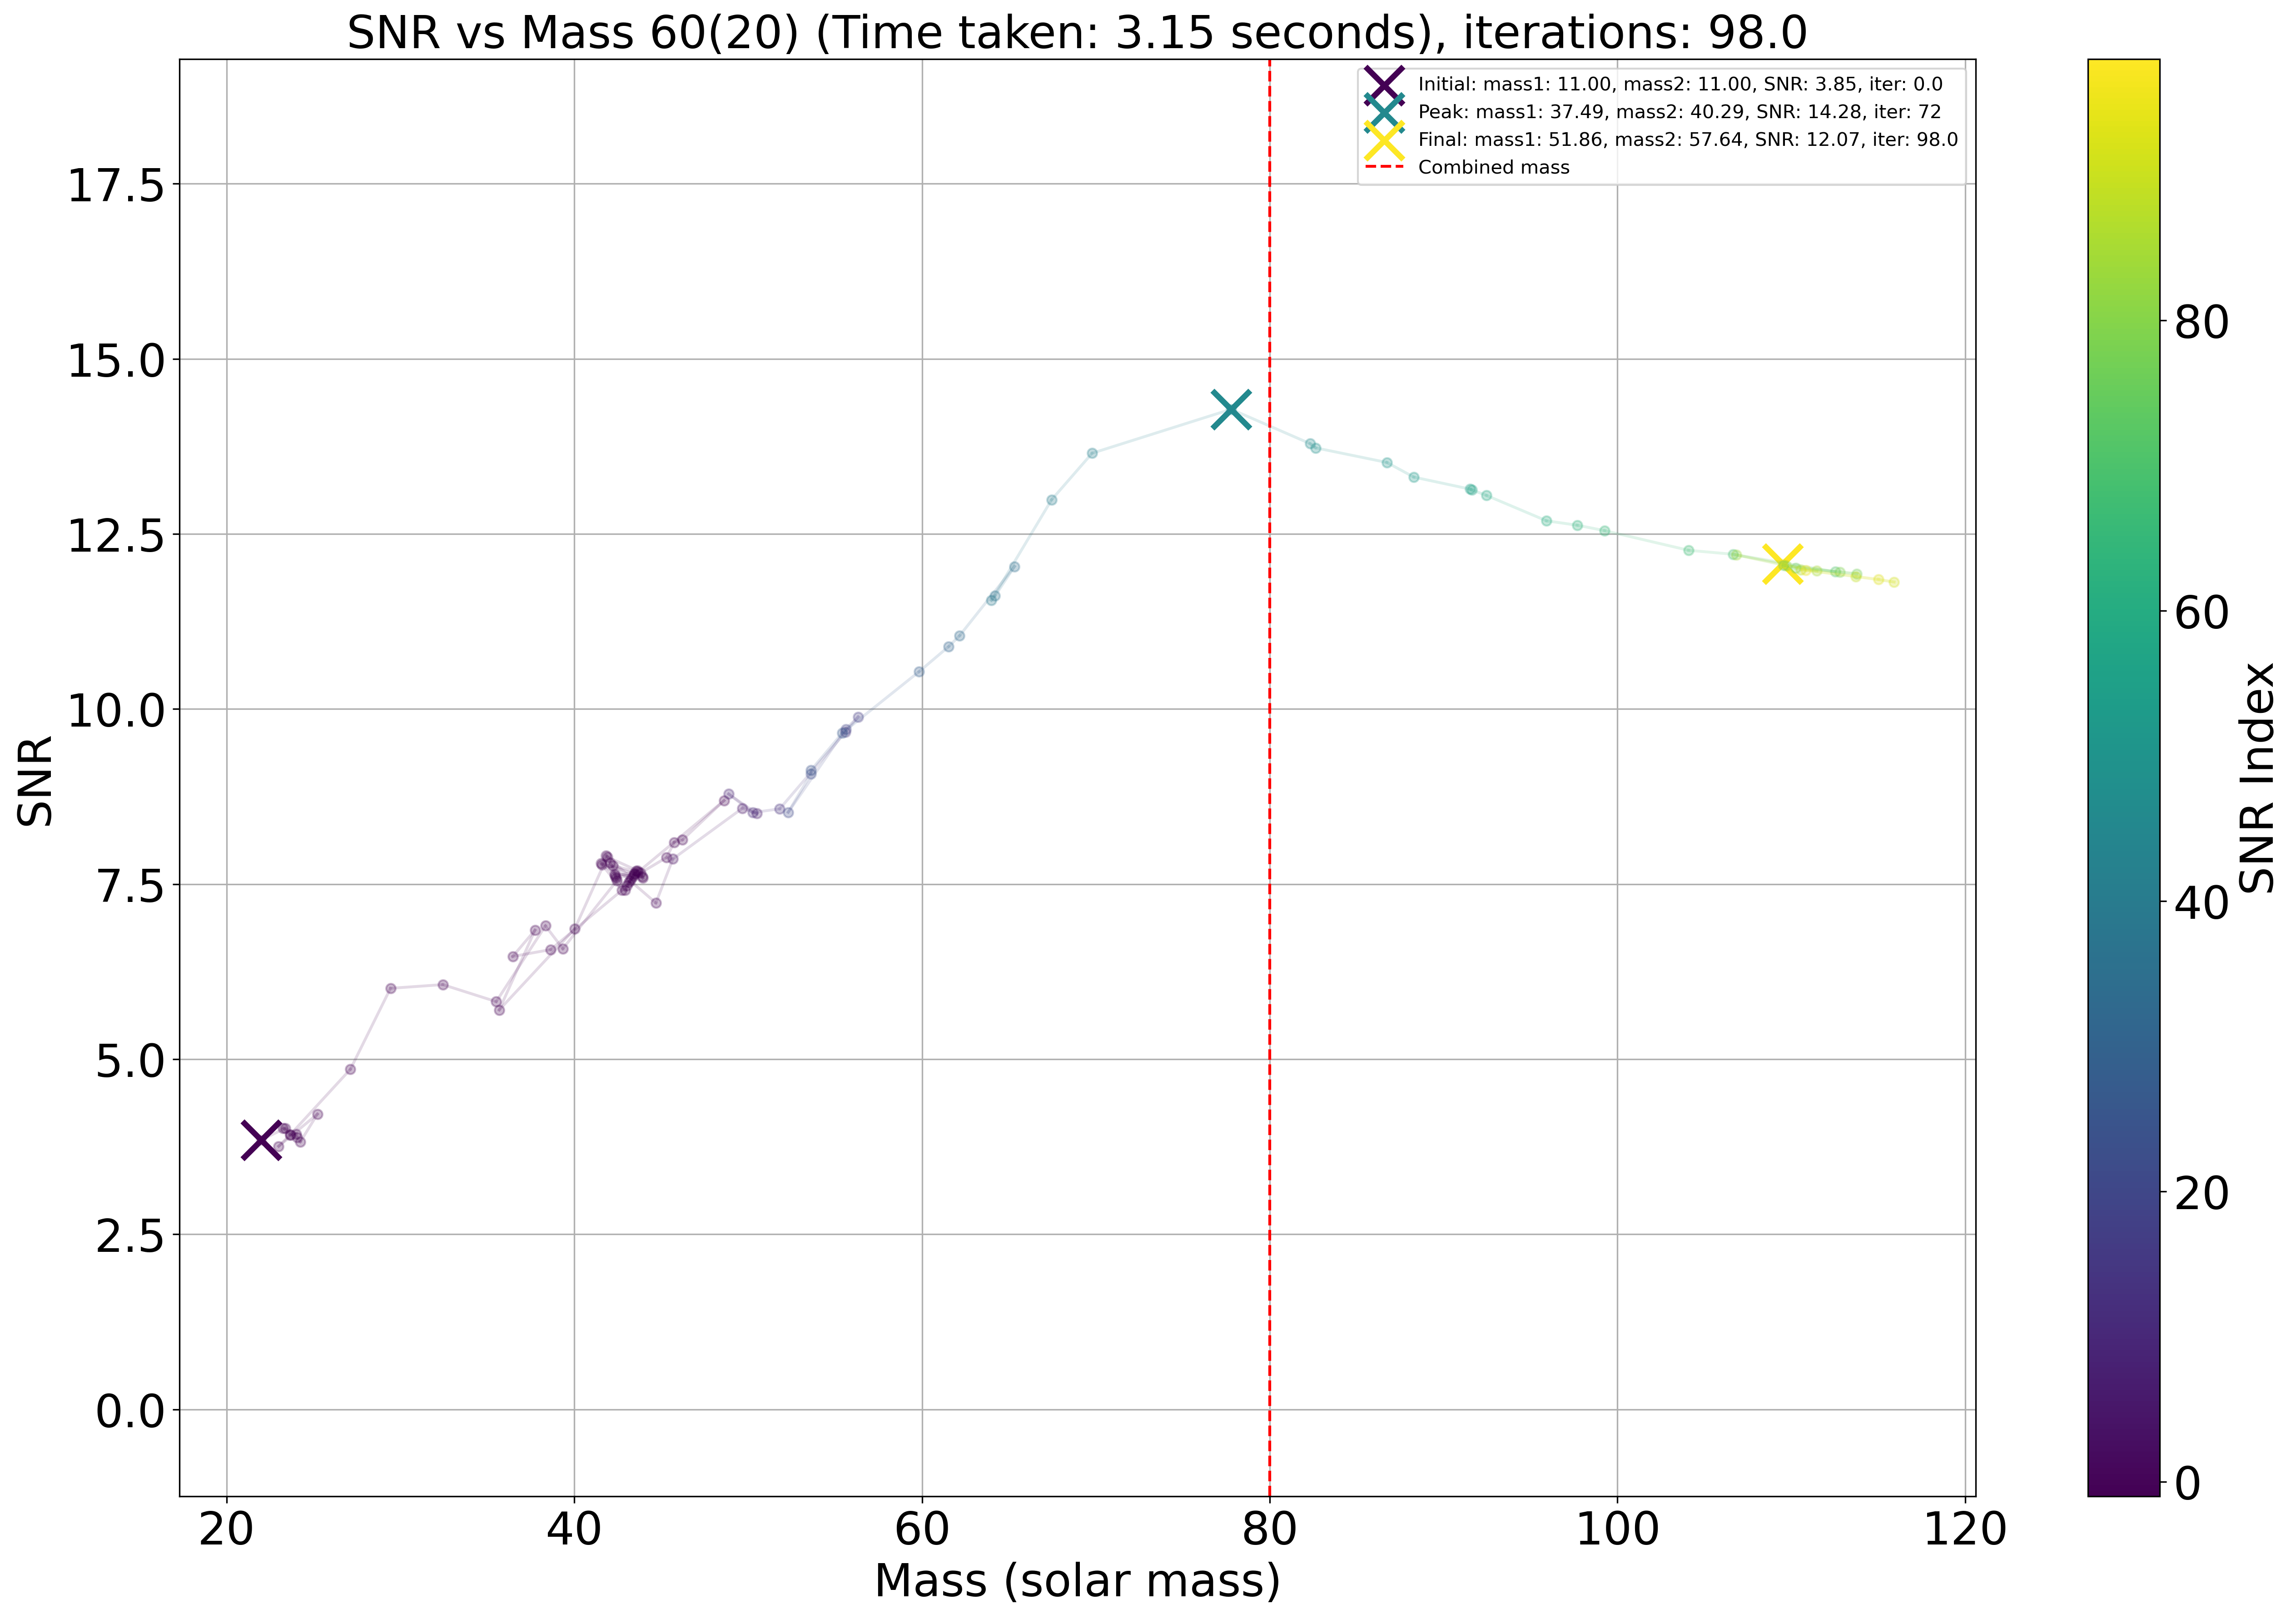 SNR vs Mass 60(20) (Time taken: 3.15 seconds), iterations: 98.0
Initial: mass1: 11.00, mass2: 11.00, SNR: 3.85, iter: 0.0
Peak: mass1: 37.49, mass2: 40.29, SNR: 14.28, iter: 72
Final: mass1: 51.86, mass2: 57.64, SNR: 12.07, iter: 98.0
Combined mass
17.5
15.0
12.5
10.0
7.5
5.0
2.5
0.0
SNR
20
40
60
80
100
120
Mass (solar mass)
80
60
40
20
0
SNR Index